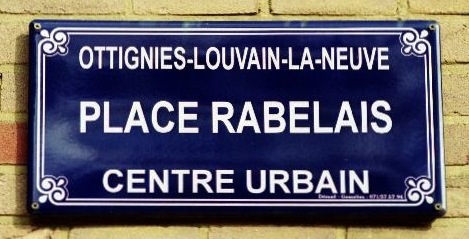 OTTIGNIES-LOUVAIN-LA-NEUVE
PLACE RABELAIS
CENTRE URBAIN